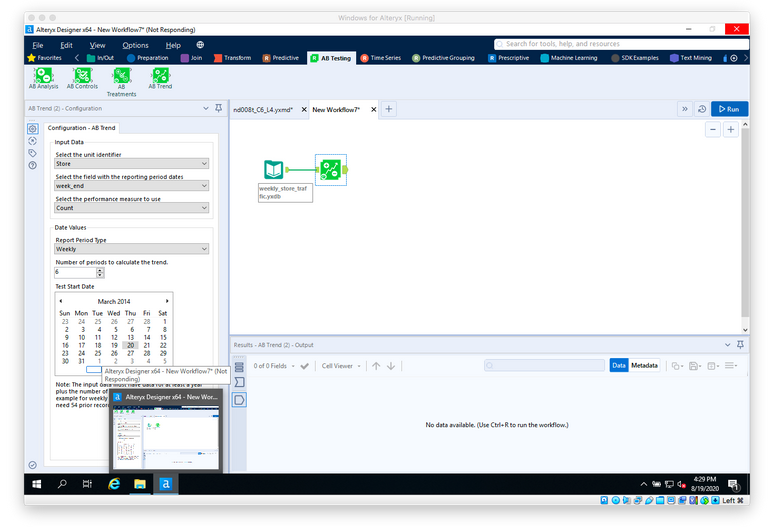 Windows for Alteryx [Running]
Alteryx Designer x64 - New Workflow7* (Not Responding)
File Edit View Options Help
Search for tools, help, and resources
Favorites In/Out Preparation Join Transform Predictive AB Testing Time Series Predictive Grouping Prescriptive Machine Learning SDK Examples Text Mining
AB Analysis AB Controls AB Treatments AB Trend
AB Trend (2) - Configuration
nd008t_C6_L4.yxmd* New Workflow7* Run
Configuration - AB Trend
Input Data
Select the unit identifier
Store
Select the field with the reporting period dates
week_end
Select the performance measure to use
Count
weekly_store_traf
fic.yxdb
Date Values
Report Period Type
Weekly
Number of periods to calculate the trend.
6
Test Start Date
March 2014
Sun Mon Tue Wed Thu Fri Sat
23 24 25 26 27 28 1
2 3 4 5 6 7 8
9 10 11 12 13 14 15
16 17 18 19 20 21 22
23 24 25 26 27 28 29
30 31 1 2 3 4 5
Results - AB Trend (2) - Output
0 of 0 Fields Cell Viewer Data Metadata
Alteryx Designer x64 - New Workflow7* (Not
Responding)
Note: The input data must have data for at least a year
plus the number of
example for weekly
need 54 prior recor
Alteryx Designer x64 - New Wor...
No data available. (Use Ctrl+R to run the workflow.)
4:29 PM
8/19/2020
Left ⌘